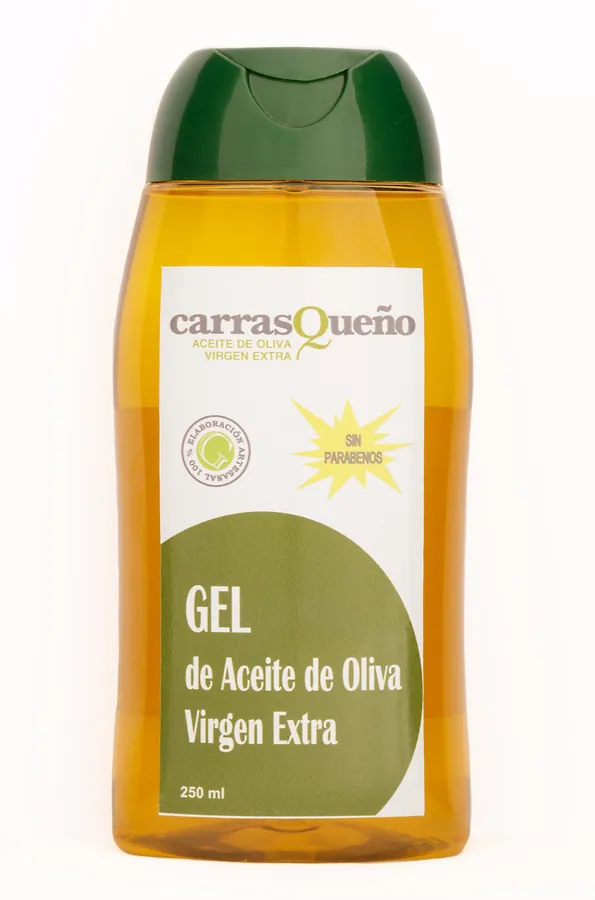 carrasQueño
ACEITE DE OLIVA
VIRGEN EXTRA
ELABORACIÓN ARTESANAL 100 %
SIN
PARABENOS
GEL
de Aceite de Oliva
Virgen Extra
250 ml